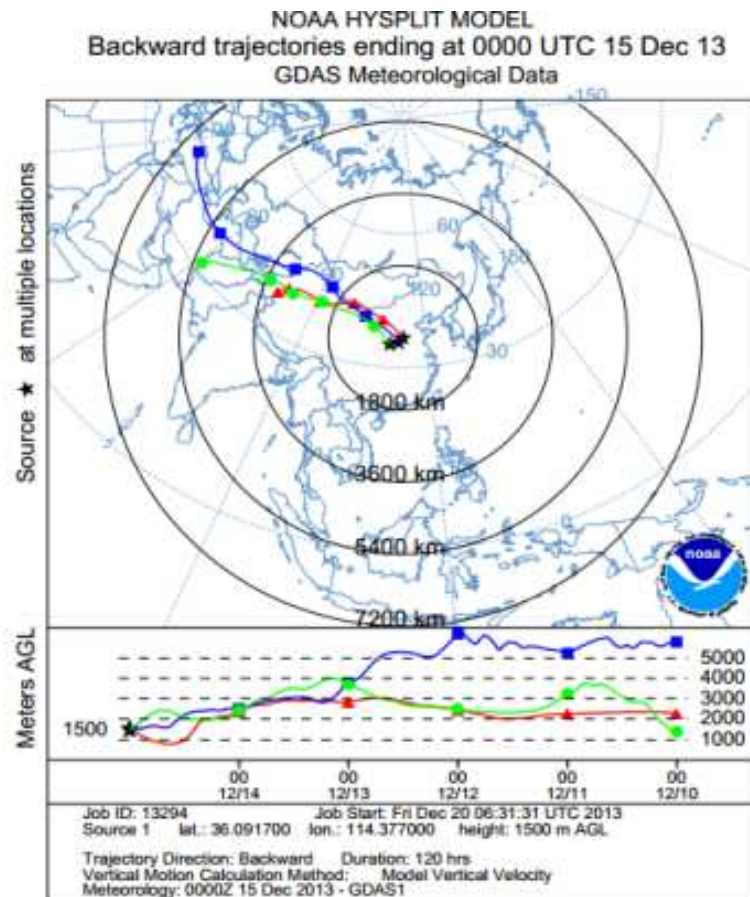 NOAA HYSPLIT MODEL
Backward trajectories ending at 0000 UTC 15 Dec 13
GDAS Meteorological Data
Source ★ at multiple locations
-150
60
150
60
120
30
1800 km
3600 km
5400 km
7200 km
noaa
Meters AGL
1500
5000
4000
3000
2000
1000
00 00 00 00 00
12/14 12/13 12/12 12/11 12/10
Job ID: 13294 Job Start: Fri Dec 20 06:31:31 UTC 2013
Source 1 lat.: 36.091700 lon.: 114.377000 height: 1500 m AGL
Trajectory Direction: Backward Duration: 120 hrs
Vertical Motion Calculation Method: Model Vertical Velocity
Meteorology: 0000Z 15 Dec 2013 - GDAS1